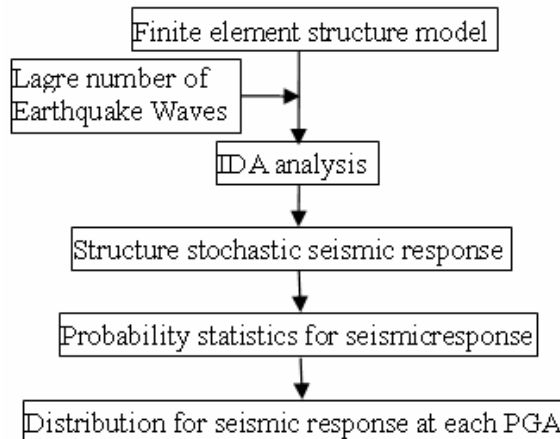 Finite element structure model
Lagre number of
Earthquake Waves
IDA analysis
Structure stochastic seismic response
Probability statistics for seismicresponse
Distribution for seismic response at each PGA